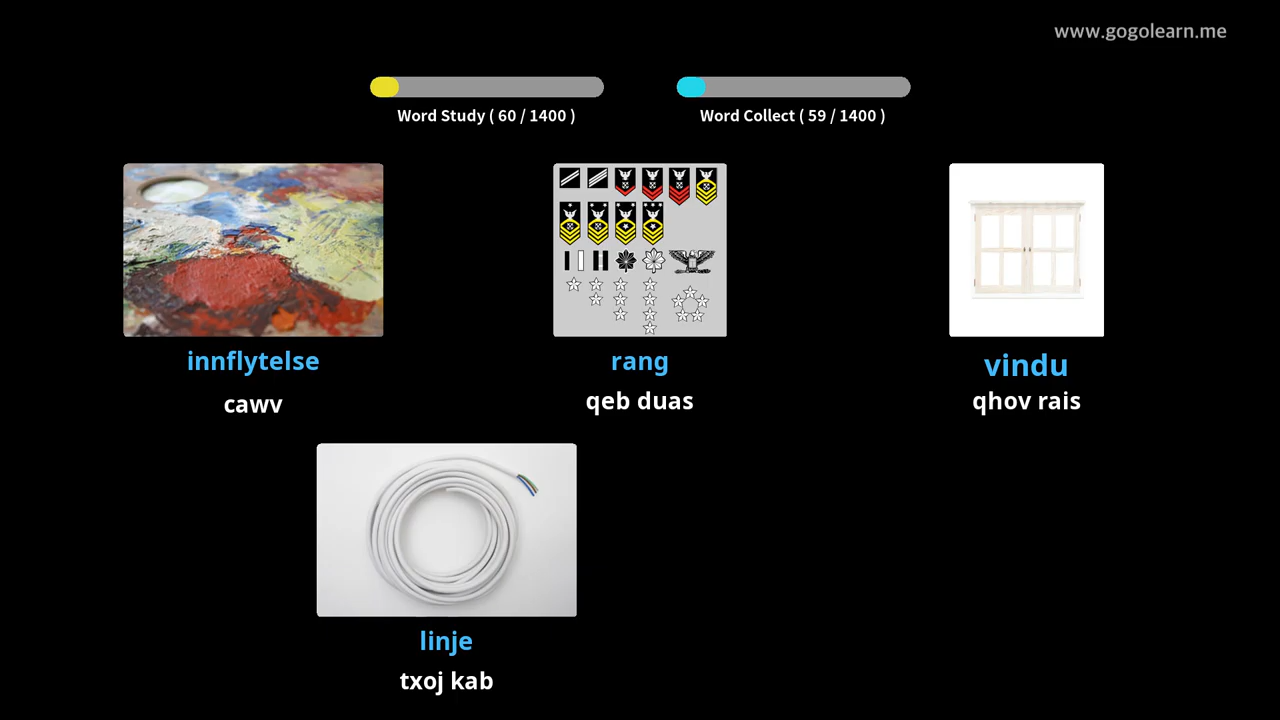 www.gogolearn.me
Word Study ( 60 / 1400 )
Word Collect ( 59 / 1400 )
innflytelse
cawv
rang
qeb duas
vindu
qhov rais
linje
txoj kab